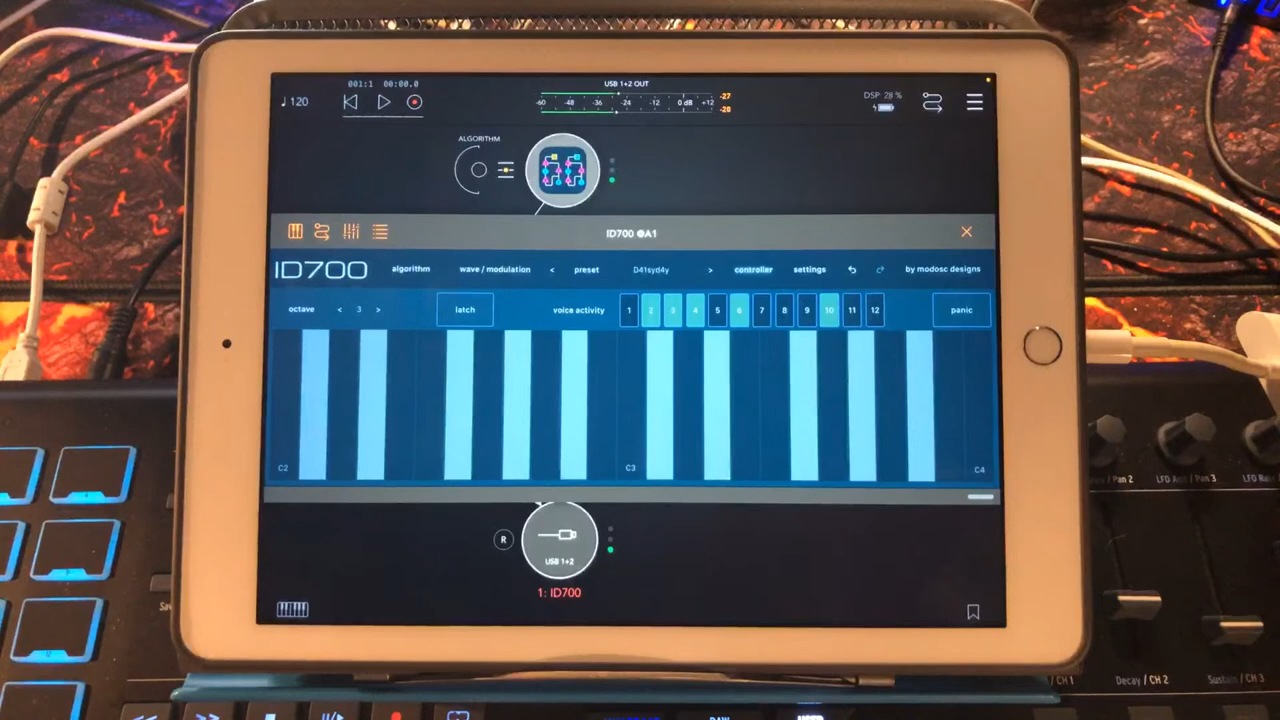 USB 1+2 OUT
001:1 00:00.0
♩ 120
-60 -48 -36 -24 -12 0 dB +12
-27
-28
DSP 28 %
ALGORITHM
ID700 @A1
ID700 algorithm wave / modulation < preset D41syd4y > controller settings by modosc designs
octave < 3 > latch voice activity 1 2 3 4 5 6 7 8 9 10 11 12 panic
C2 C3 C4
R
USB 1+2
1: ID700
/ Pan 2 / Pan 3
/ CH 1 Decay / CH 2 Sustain / CH 3